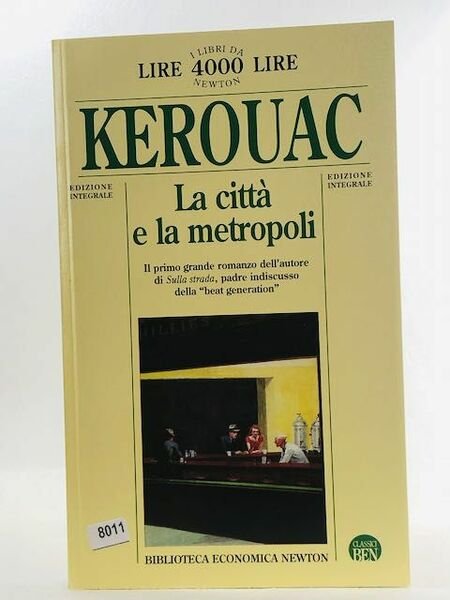 I LIBRI DA
LIRE 4000 LIRE
NEWTON
KEROUAC
EDIZIONE
INTEGRALE
EDIZIONE
INTEGRALE
La città
e la metropoli
Il primo grande romanzo dell'autore
di Sulla strada, padre indiscusso
della "beat generation"
PHILLIES
8011
BIBLIOTECA ECONOMICA NEWTON
CLASSICI
BEN